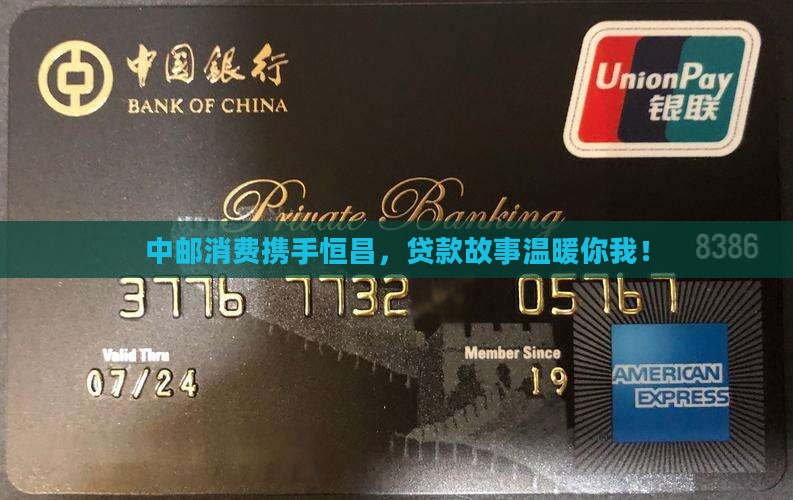 中国银行
BANK OF CHINA
UnionPay
银联
Private Banking
中邮消费携手恒昌，贷款故事温暖你我！
8386
3776 7732 05767
Valid Thru
Member Since
07/24
19
AMERICAN
EXPRESS